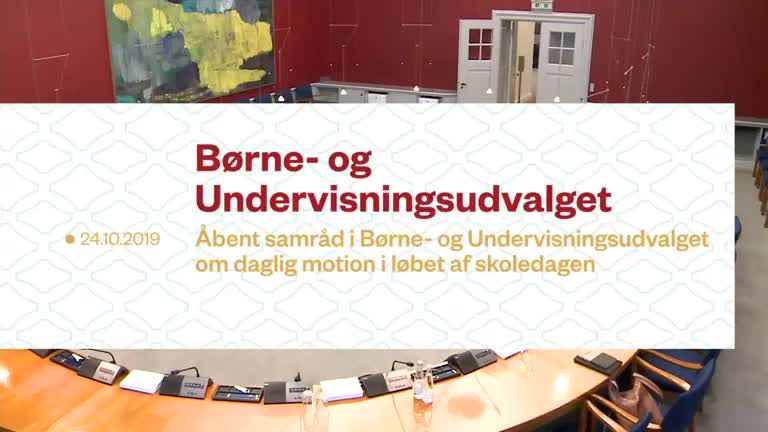 Børne- og
Undervisningsudvalget
24.10.2019
Åbent samråd i Børne- og Undervisningsudvalget
om daglig motion i løbet af skoledagen